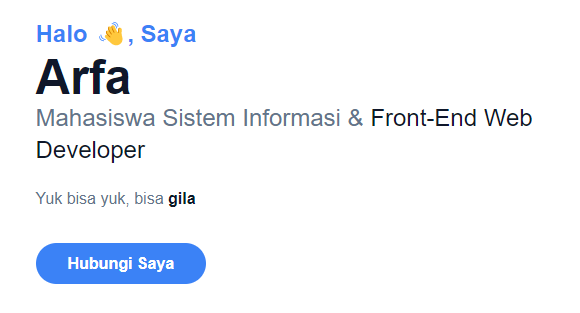 Halo 👋, Saya
Arfa
Mahasiswa Sistem Informasi & Front-End Web
Developer
Yuk bisa yuk, bisa gila
Hubungi Saya